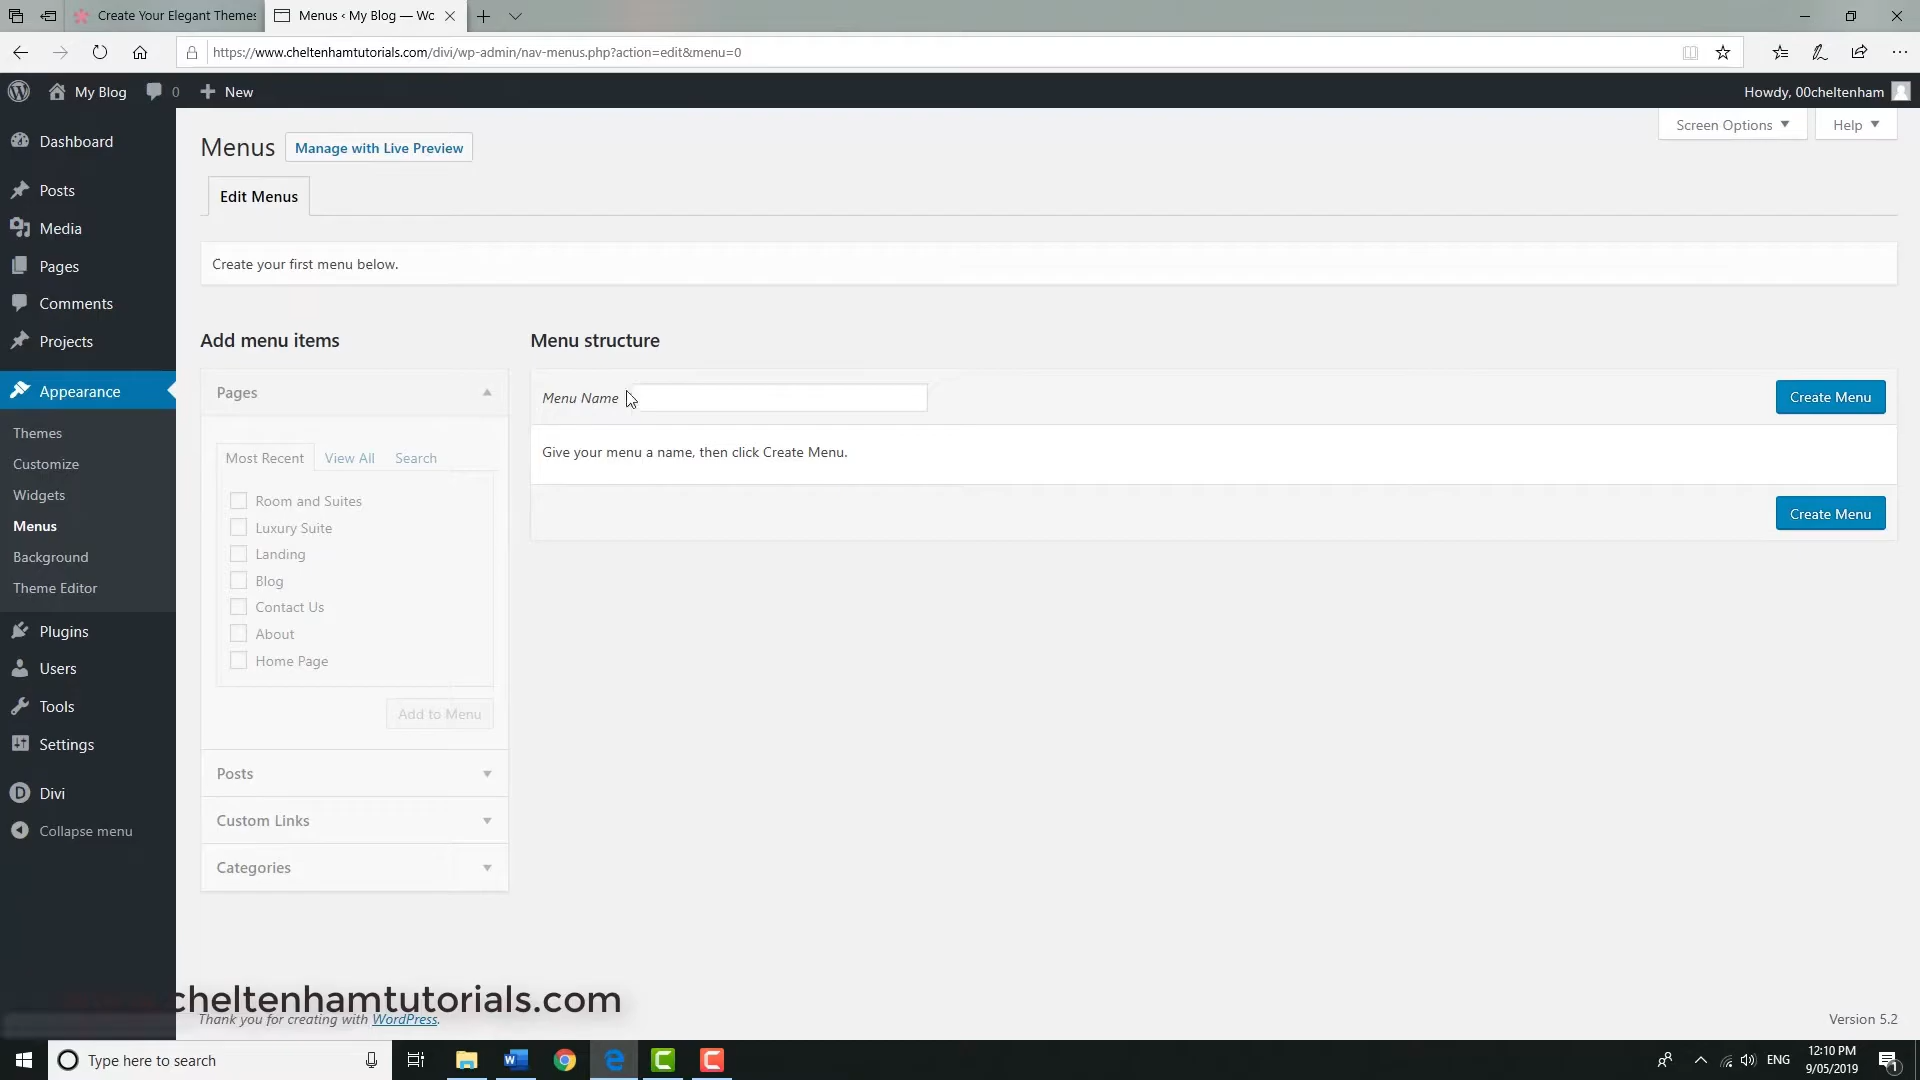 Create Your Elegant Themes
Menus ‹ My Blog — Wc
https://www.cheltenhamtutorials.com/divi/wp-admin/nav-menus.php?action=edit&menu=0
My Blog
0
New
Howdy, 00cheltenham
Screen Options
Help
Dashboard
Posts
Media
Pages
Comments
Projects
Appearance
Themes
Customize
Widgets
Menus
Background
Theme Editor
Plugins
Users
Tools
Settings
Divi
Collapse menu
Menus
Manage with Live Preview
Edit Menus
Create your first menu below.
Add menu items
Pages
Most Recent
View All
Search
Room and Suites
Luxury Suite
Landing
Blog
Contact Us
About
Home Page
Add to Menu
Posts
Custom Links
Categories
Menu structure
Menu Name
Create Menu
Give your menu a name, then click Create Menu.
Create Menu
cheltenhamtutorials.com
Thank you for creating with WordPress.
Version 5.2
Type here to search
ENG
12:10 PM
9/05/2019
1